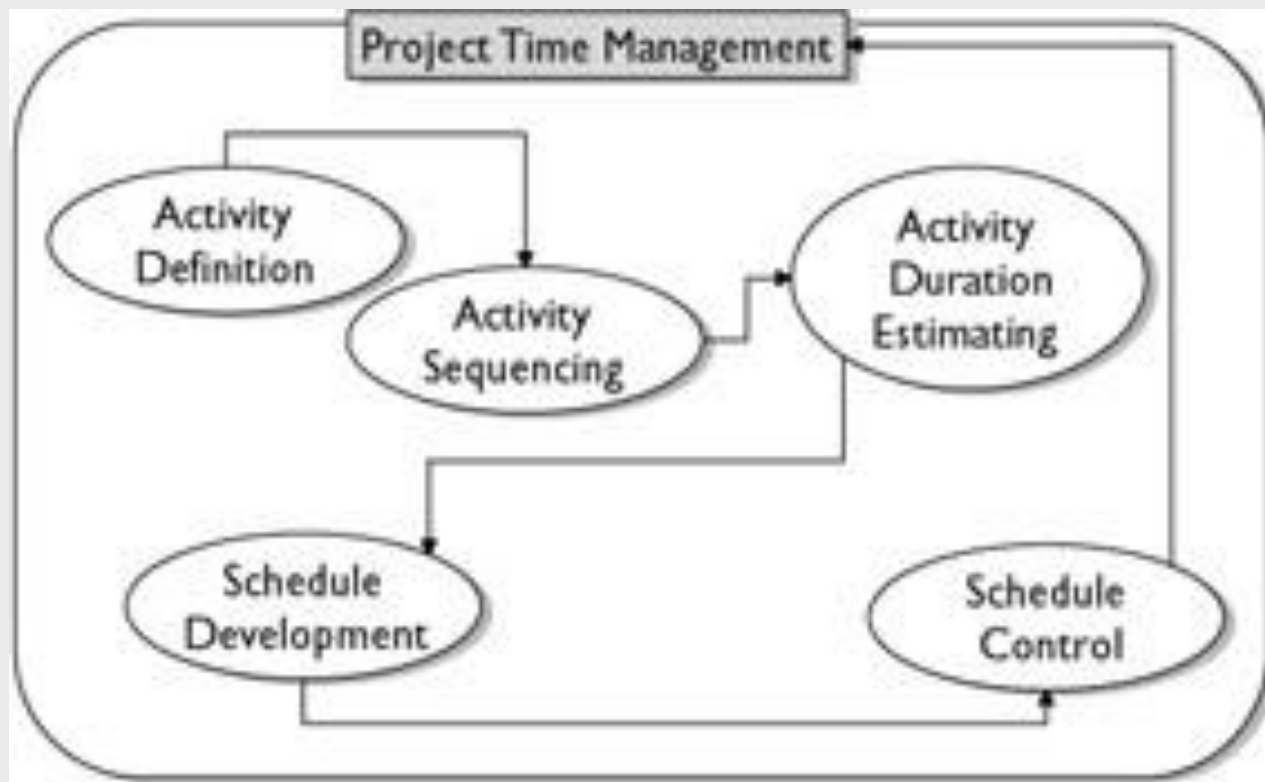 Project Time Management
Activity
Definition
Activity
Sequencing
Activity
Duration
Estimating
Schedule
Development
Schedule
Control